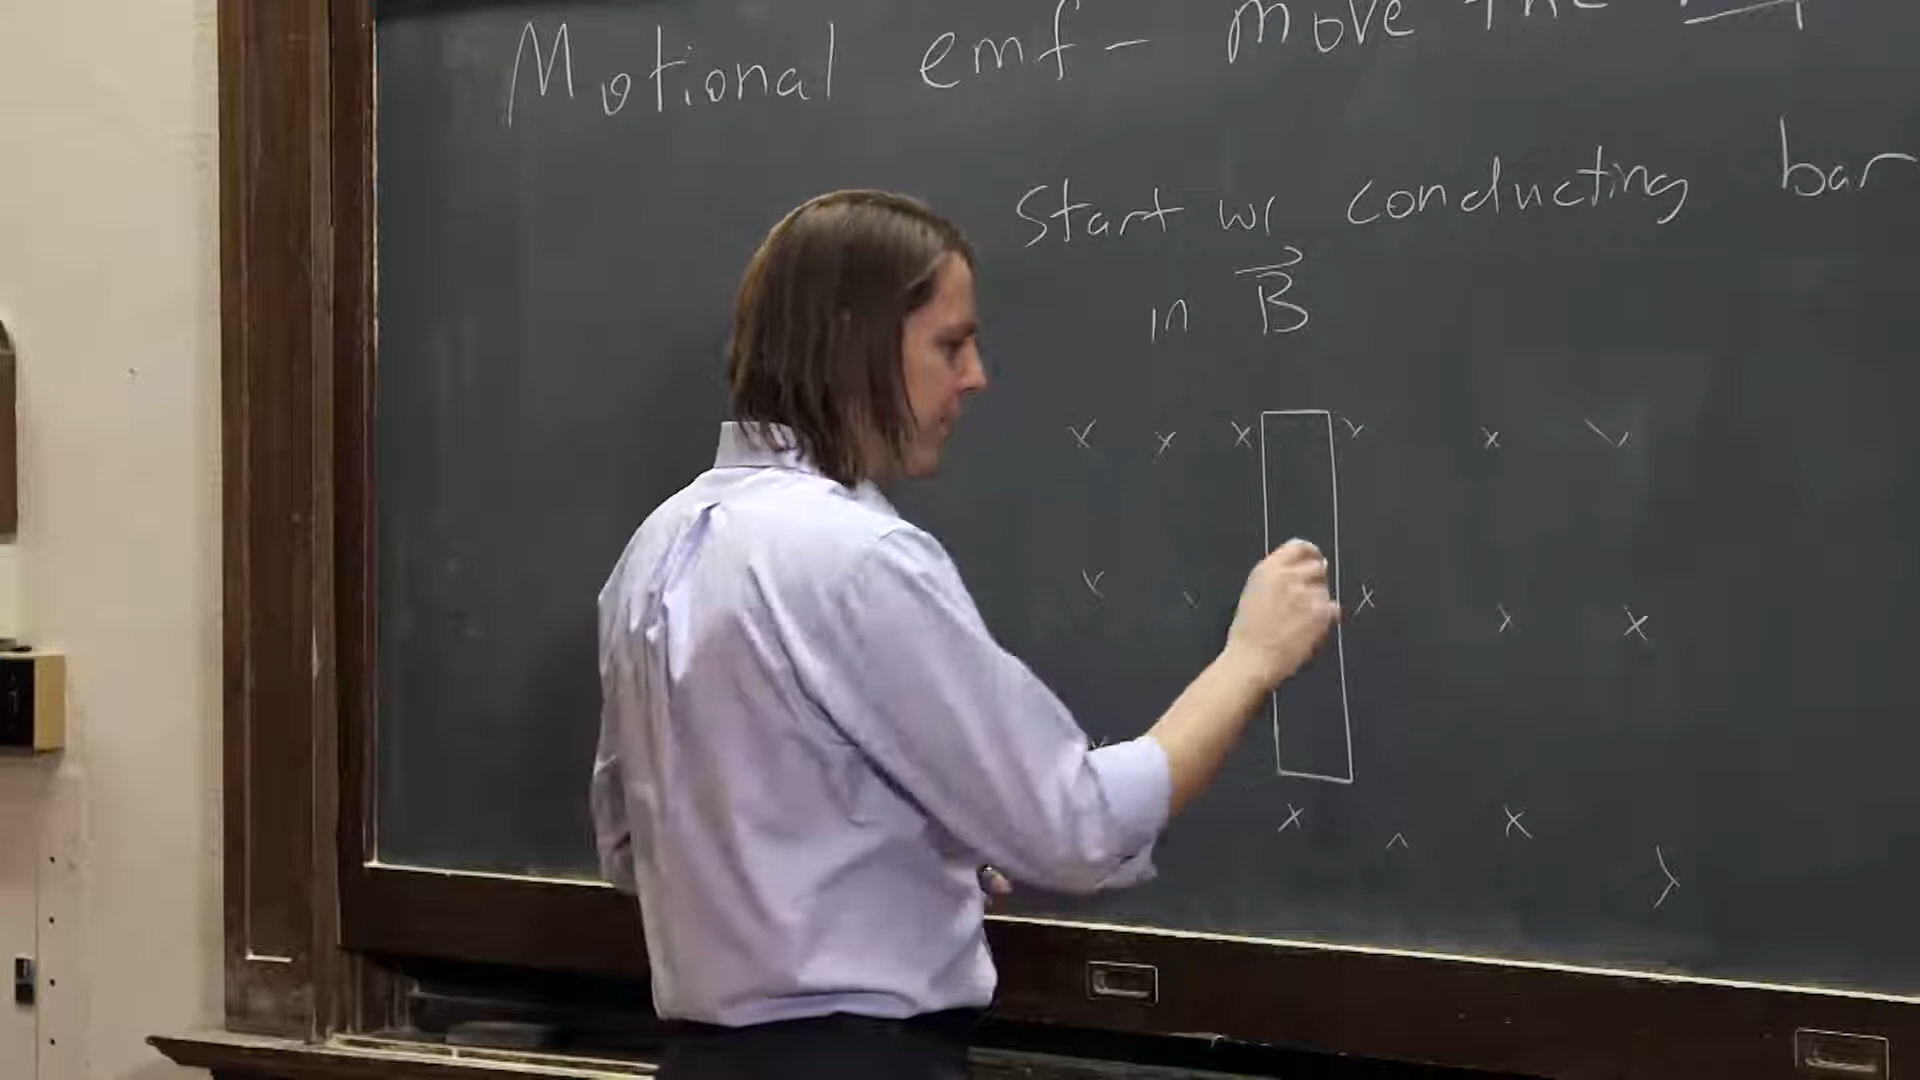 Motional emf - move the
Start w/ conducting bar
in B⃗
x x x x x
x x x
x x